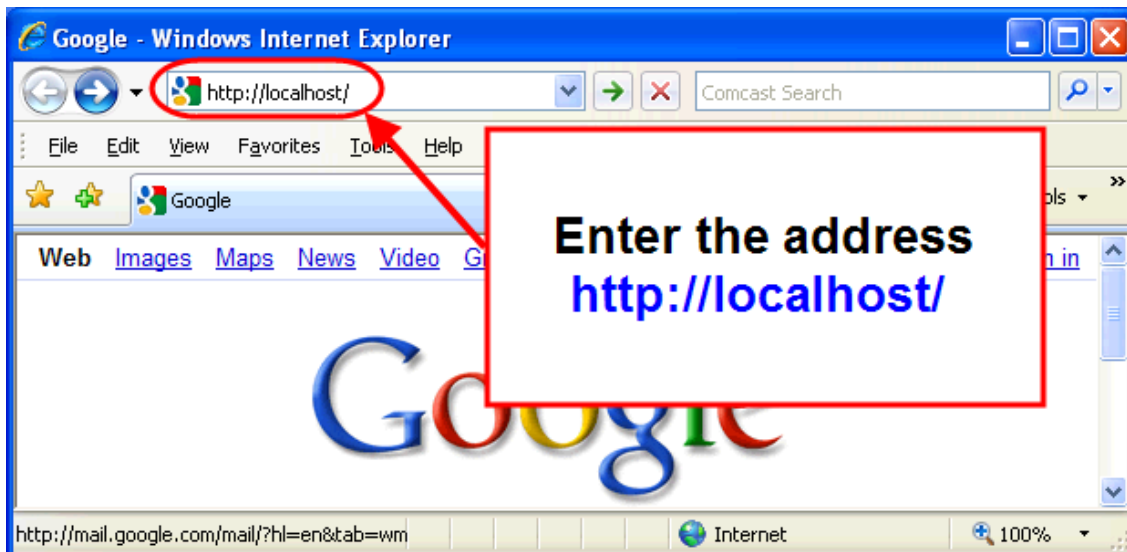 Google - Windows Internet Explorer
http://localhost/
Comcast Search
File Edit View Favorites Tools Help
Google
Enter the address
http://localhost/
Web Images Maps News Video
Google
http://mail.google.com/mail/?hl=en&tab=wm Internet 100%